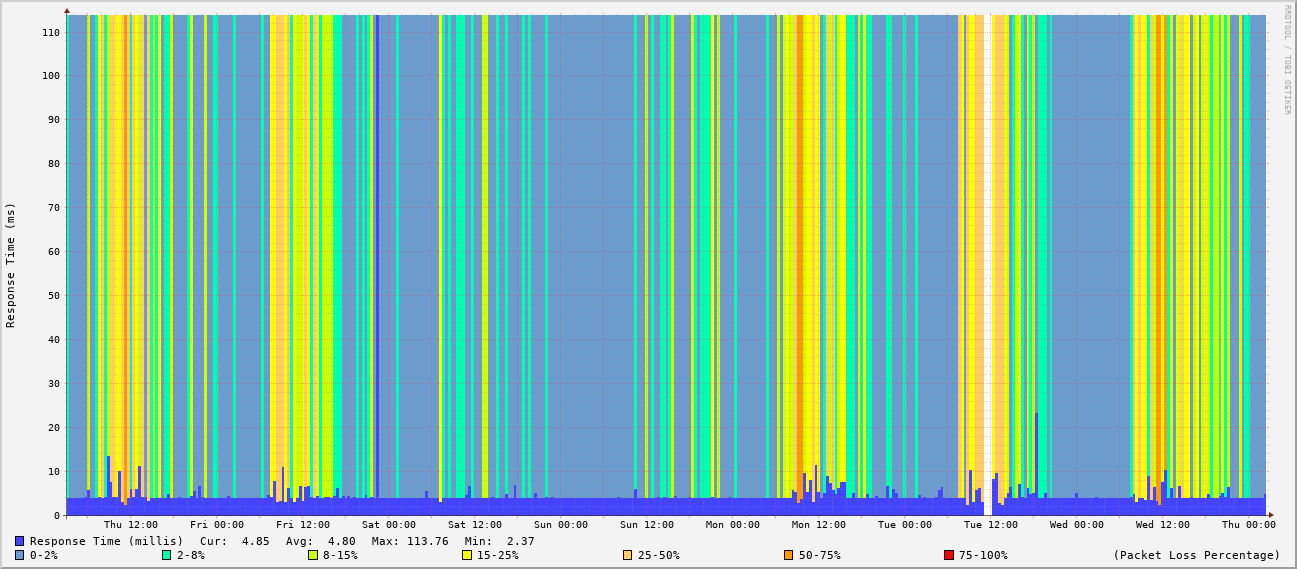 RRDTOOL / TOBI OETIKER
Response Time (ms)
110
100
90
80
70
60
50
40
30
20
10
0
Thu 12:00 Fri 00:00 Fri 12:00 Sat 00:00 Sat 12:00 Sun 00:00 Sun 12:00 Mon 00:00 Mon 12:00 Tue 00:00 Tue 12:00 Wed 00:00 Wed 12:00 Thu 00:00
Response Time (millis) Cur: 4.85 Avg: 4.80 Max: 113.76 Min: 2.37
0-2% 2-8% 8-15% 15-25% 25-50% 50-75% 75-100% (Packet Loss Percentage)